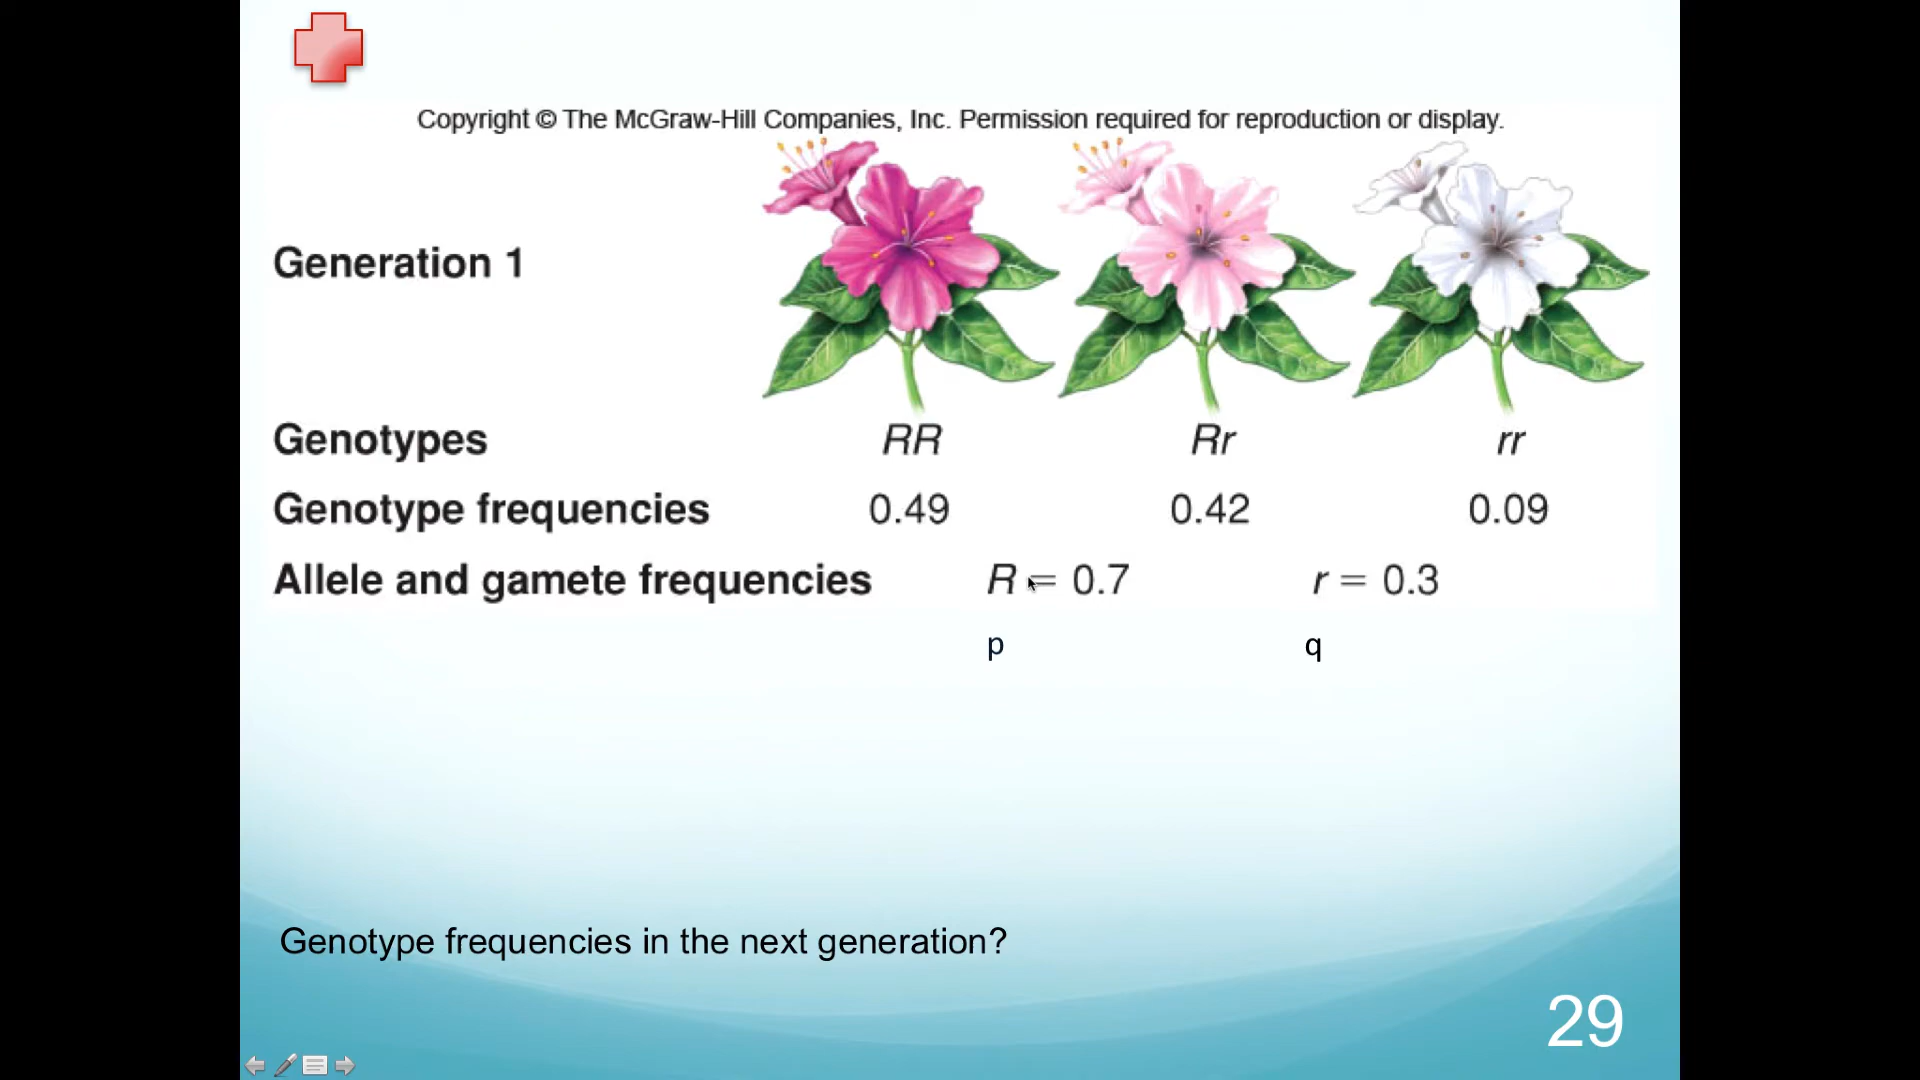 Copyright © The McGraw-Hill Companies, Inc. Permission required for reproduction or display.
Generation 1
Genotypes RR Rr rr
Genotype frequencies 0.49 0.42 0.09
Allele and gamete frequencies R = 0.7 r = 0.3
p q
Genotype frequencies in the next generation?
29